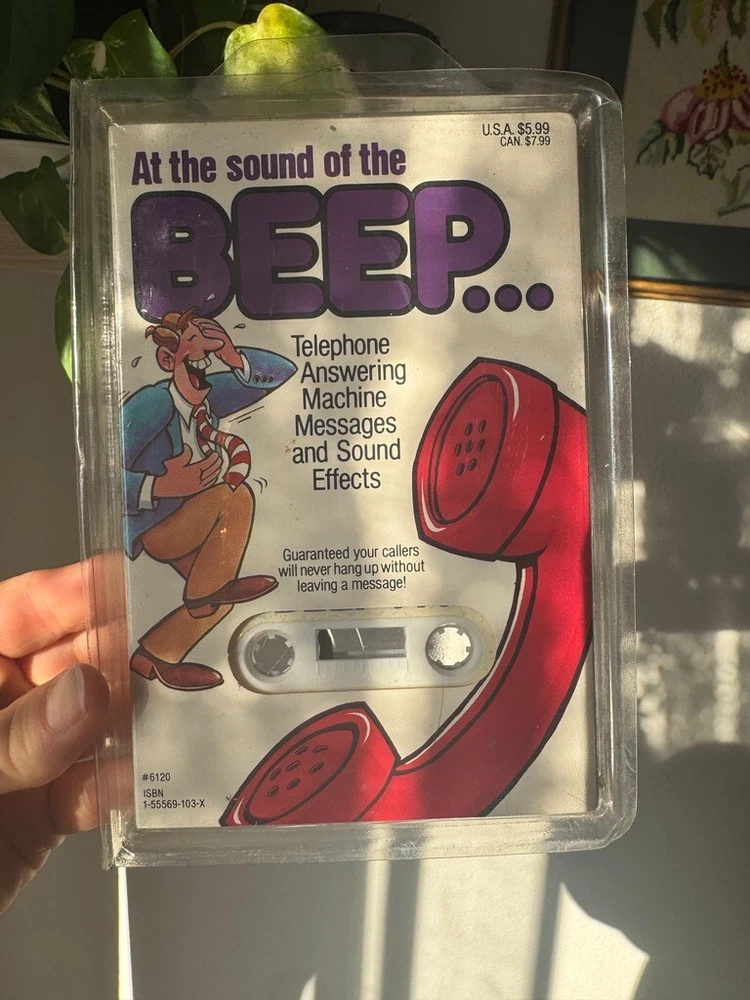 U.S.A. $5.99
CAN. $7.99
At the sound of the
BEEP...
Telephone
Answering
Machine
Messages
and Sound
Effects
Guaranteed your callers
will never hang up without
leaving a message!
#6120
ISBN
1-55569-103-X